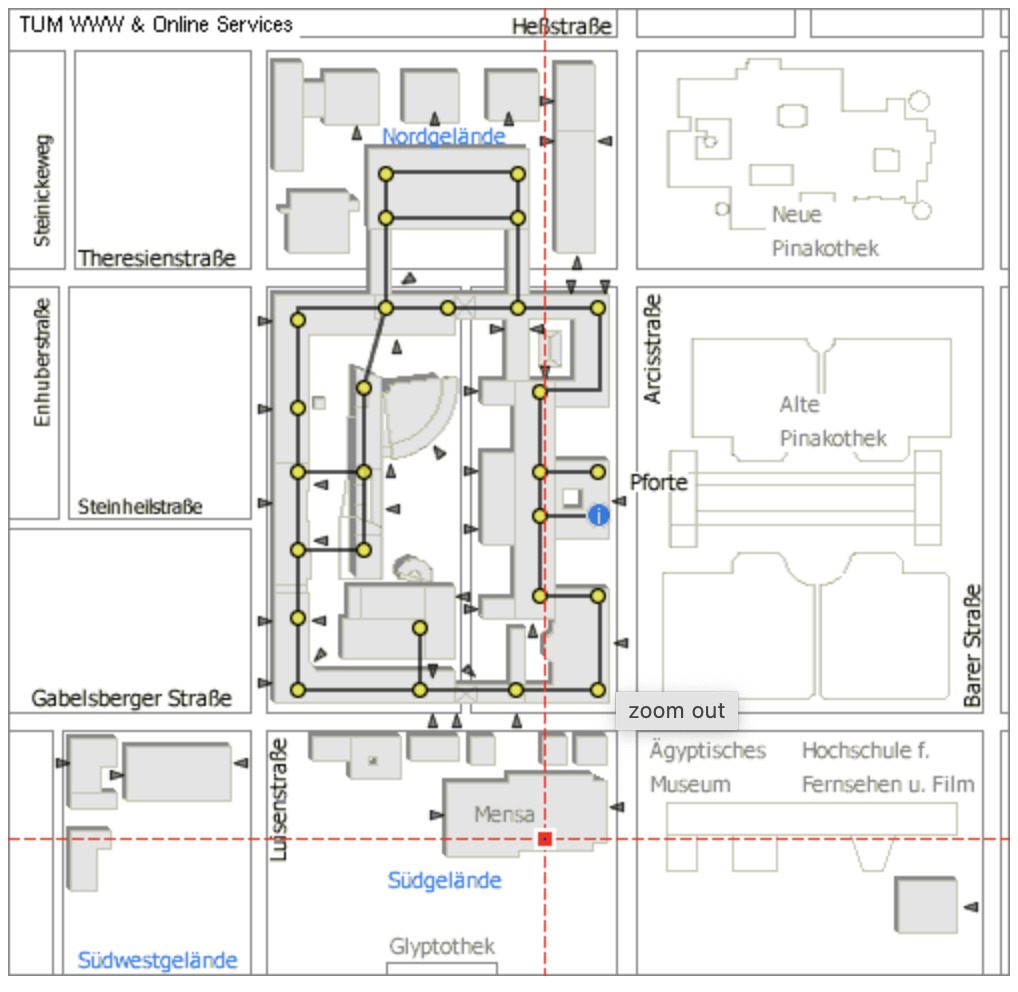 TUM WWW & Online Services
Heßstraße
Steinickeweg
Nordgelände
Neue
Pinakothek
Theresienstraße
Enhuberstraße
Arcisstraße
Alte
Pinakothek
Pforte
Steinheilstraße
i
Barer Straße
Gabelsberger Straße
zoom out
Luisenstraße
Ägyptisches
Museum
Hochschule f.
Fernsehen u. Film
Mensa
Südgelände
Glyptothek
Südwestgelände